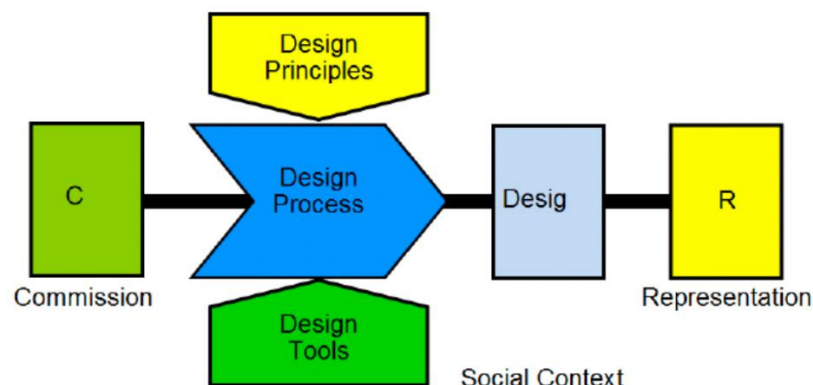 Design
Principles
C
Design
Process
Desig
R
Commission
Representation
Design
Tools
Social Context